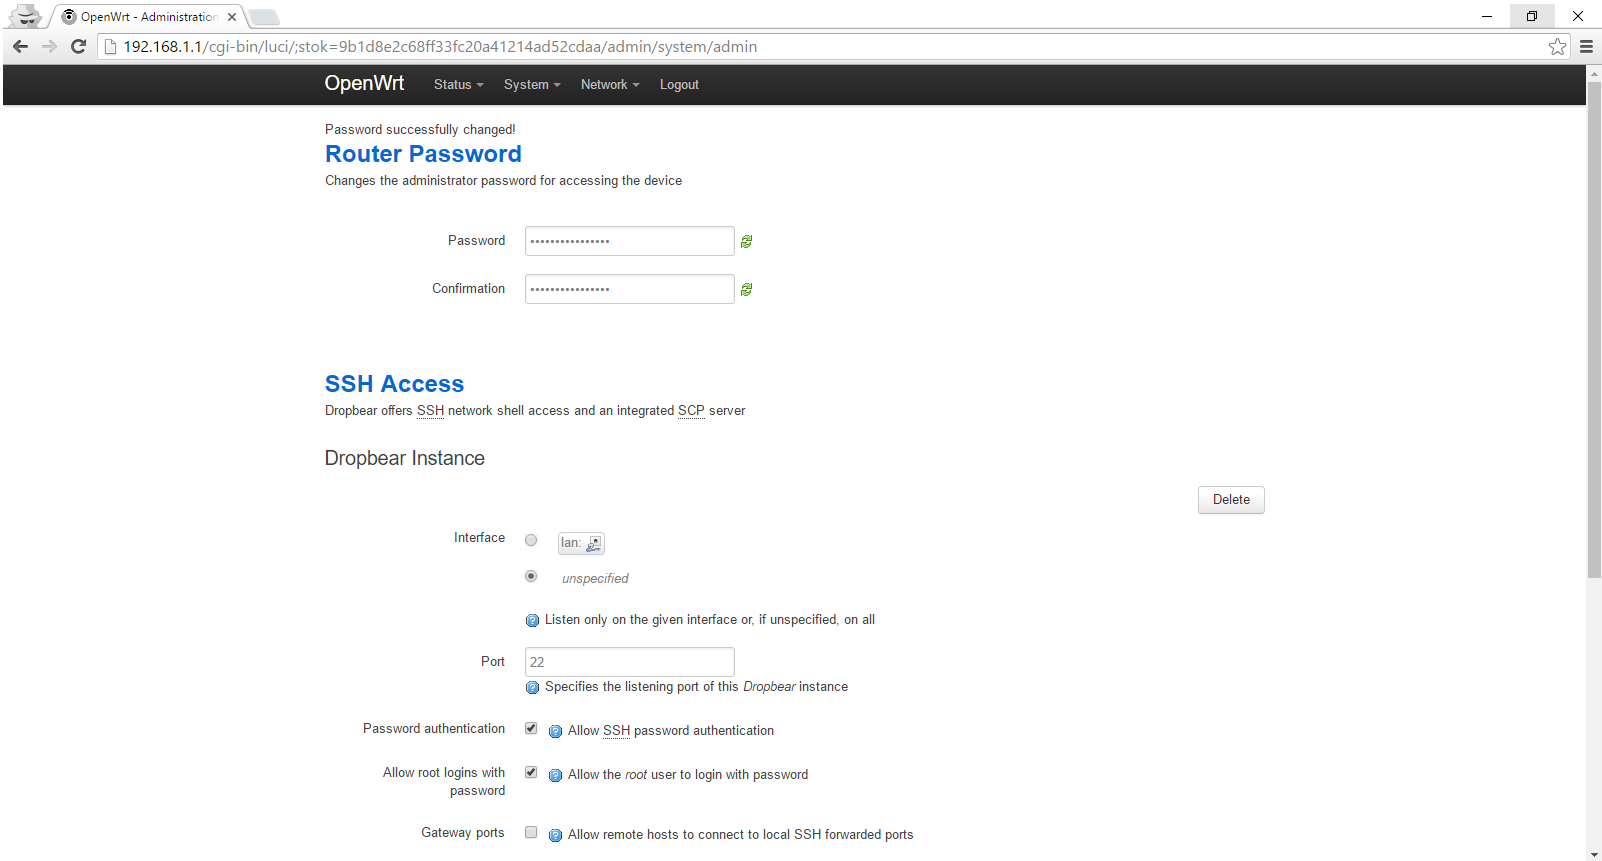 OpenWrt - Administration
192.168.1.1/cgi-bin/luci/;stok=9b1d8e2c68ff33fc20a41214ad52cdaa/admin/system/admin
OpenWrt Status System Network Logout
Password successfully changed!
Router Password
Changes the administrator password for accessing the device
Password ••••••••••••••••
Confirmation ••••••••••••••••
SSH Access
Dropbear offers SSH network shell access and an integrated SCP server
Dropbear Instance
Delete
Interface lan:
unspecified
Listen only on the given interface or, if unspecified, on all
Port 22
Specifies the listening port of this Dropbear instance
Password authentication Allow SSH password authentication
Allow root logins with Allow the root user to login with password
password
Gateway ports Allow remote hosts to connect to local SSH forwarded ports